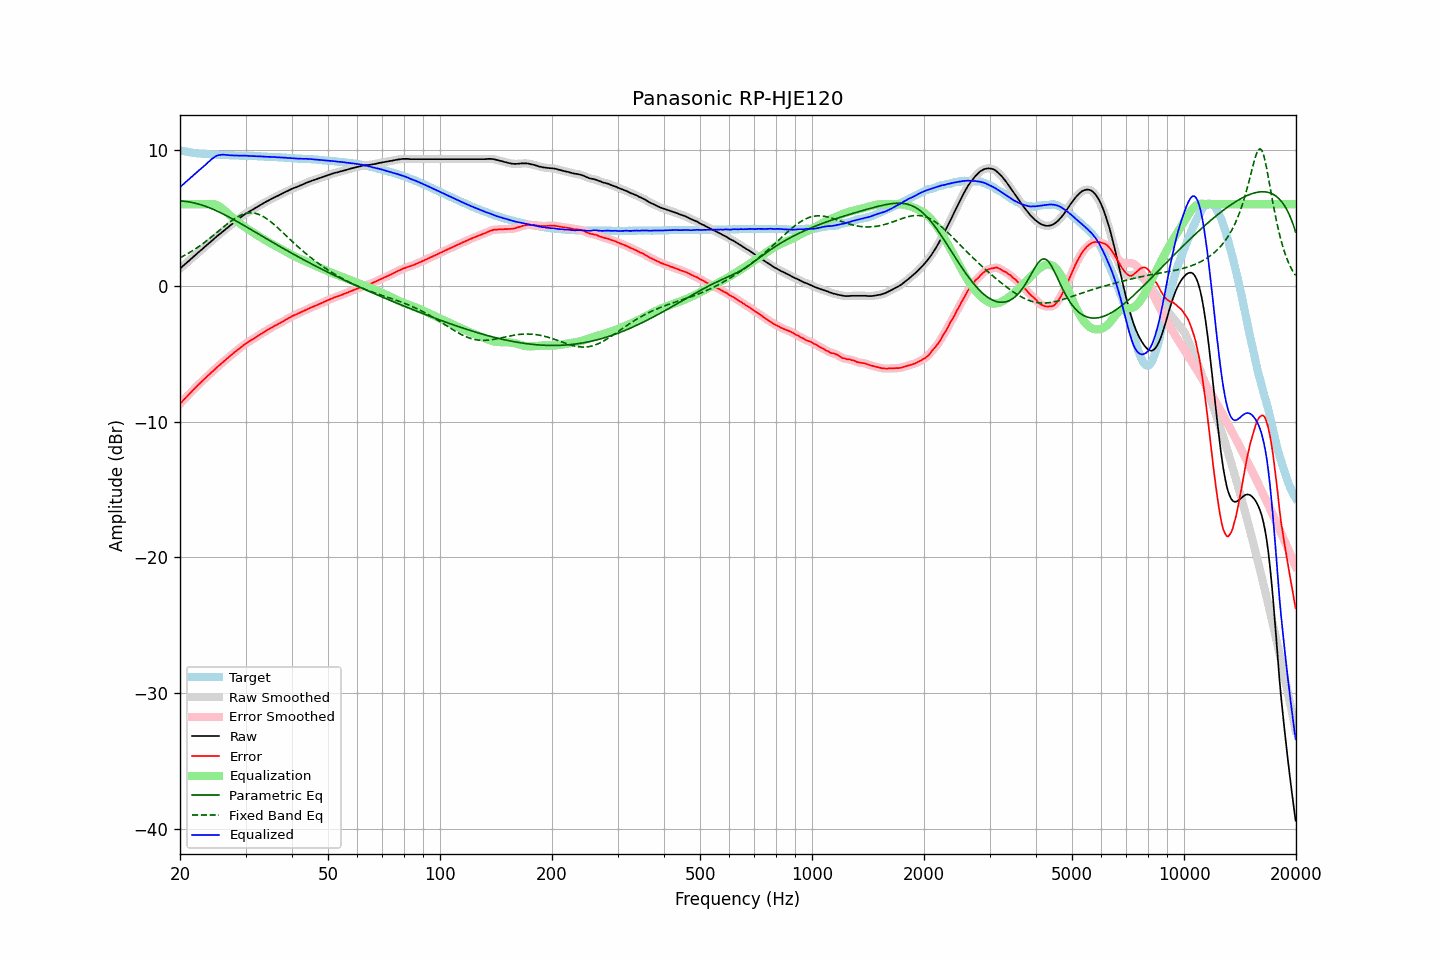 Panasonic RP-HJE120
10
0
−10
−20
−30
−40
Amplitude (dBr)
Target
Raw Smoothed
Error Smoothed
Raw
Error
Equalization
Parametric Eq
Fixed Band Eq
Equalized
20 50 100 200 500 1000 2000 5000 10000 20000
Frequency (Hz)